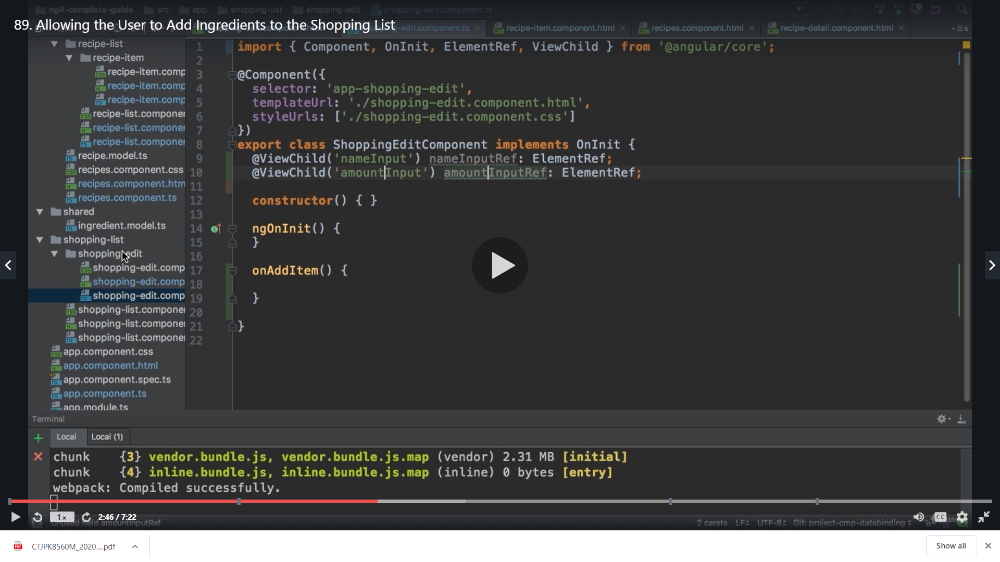 ng4-complete-guide src app shopping-list shopping-edit shopping-edit.component.ts
VCS VCS
89. Allowing the User to Add Ingredients to the Shopping List
-edit.component.ts recipe-item.component.html recipes.component.html recipe-detail.component.html 5
recipe-list
recipe-item
recipe-item.comp
recipe-item.comp
recipe-item.comp
recipe-list.componer
recipe-list.componer
recipe-list.componer
recipe.model.ts
recipes.component.css
recipes.component.htm
recipes.component.ts
shared
ingredient.model.ts
shopping-list
shopping-edit
shopping-edit.comp
shopping-edit.comp
shopping-edit.comp
shopping-list.componer
shopping-list.componer
shopping-list.componer
app.component.css
app.component.html
app.component.spec.ts
app.component.ts
app.module.ts
1 import { Component, OnInit, ElementRef, ViewChild } from '@angular/core';
2
3 @Component({
4 selector: 'app-shopping-edit',
5 templateUrl: './shopping-edit.component.html',
6 styleUrls: ['./shopping-edit.component.css']
7 })
8 export class ShoppingEditComponent implements OnInit {
9 @ViewChild('nameInput') nameInputRef: ElementRef;
10 @ViewChild('amountInput') amountInputRef: ElementRef;
11
12 constructor() { }
13
14 ngOnInit() {
15 }
16
17 onAddItem() {
18
19 }
20
21 }
22
Terminal
Local Local (1)
chunk {3} vendor.bundle.js, vendor.bundle.js.map (vendor) 2.31 MB [initial]
chunk {4} inline.bundle.js, inline.bundle.js.map (inline) 0 bytes [entry]
webpack: Compiled successfully.
1x 2:46 / 7:22 CC
Unused field amountInputRef 2 carets LF UTF-8 Git: project-cmp-databinding
PDF CTJPK8560M_2020....pdf Show all